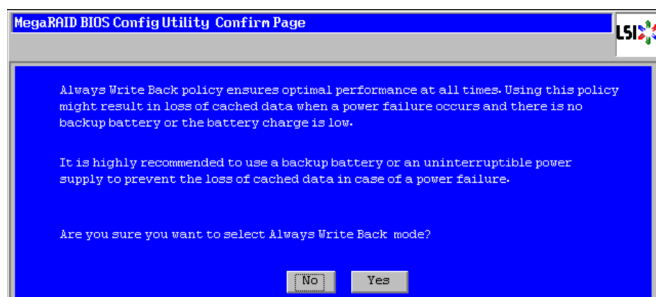 MegaRAID BIOS Config Utility Confirm Page
LSI
Always Write Back policy ensures optimal performance at all times. Using this policy
might result in loss of cached data when a power failure occurs and there is no
backup battery or the battery charge is low.
It is highly recommended to use a backup battery or an uninterruptible power
supply to prevent the loss of cached data in case of a power failure.
Are you sure you want to select Always Write Back mode?
No Yes